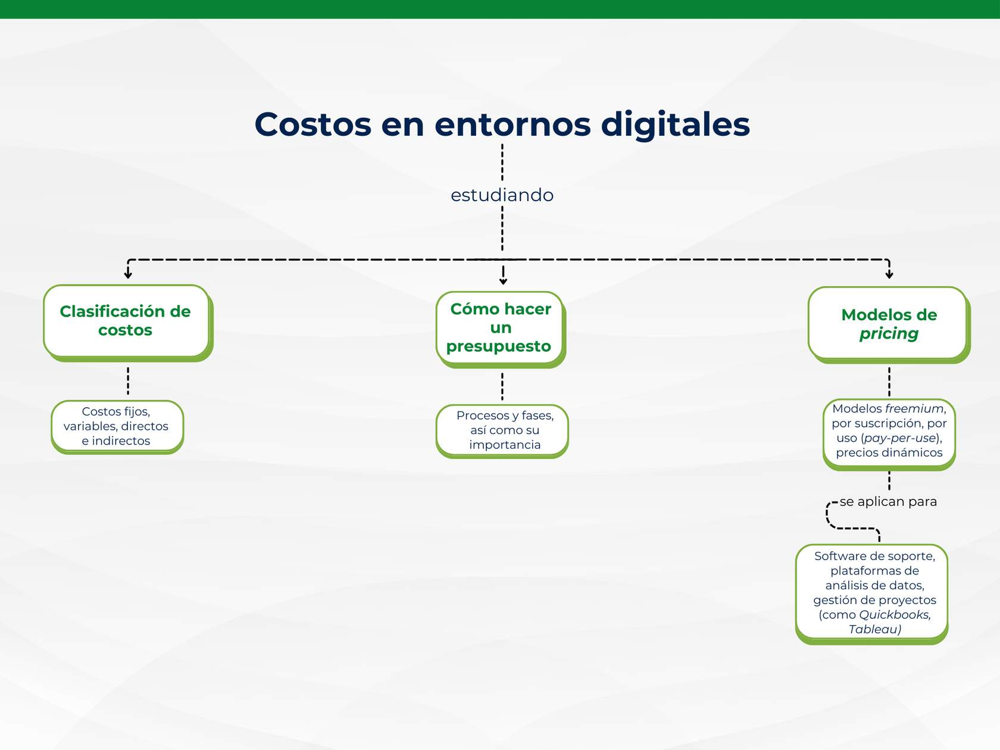 Costos en entornos digitales
estudiando
Clasificación de
costos
Cómo hacer
un
presupuesto
Modelos de
pricing
Costos fijos,
variables, directos
e indirectos
Procesos y fases,
así como su
importancia
Modelos freemium,
por suscripción, por
uso (pay-per-use),
precios dinámicos
se aplican para
Software de soporte,
plataformas de
análisis de datos,
gestión de proyectos
(como Quickbooks,
Tableau)